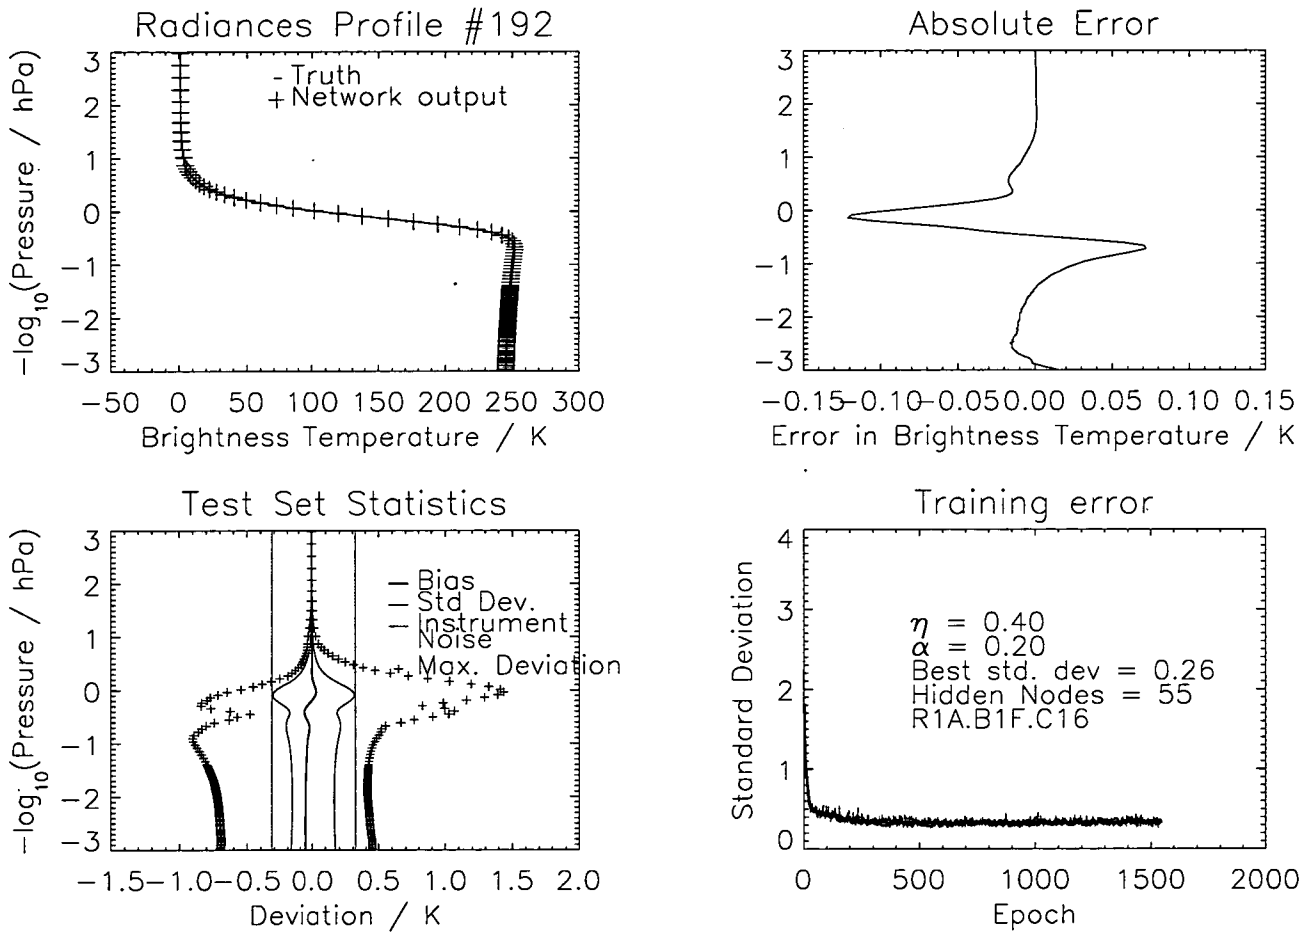 Radiances Profile #192
-log10(Pressure / hPa)
3
2
1
0
-1
-2
-3
- Truth
+ Network output
-50 0 50 100 150 200 250 300
Brightness Temperature / K
Absolute Error
3
2
1
0
-1
-2
-3
-0.15-0.10-0.05 0.00 0.05 0.10 0.15
Error in Brightness Temperature / K
Test Set Statistics
-log10(Pressure / hPa)
3
2
1
0
-1
-2
-3
Bias
Std Dev.
Instrument
Noise
Max. Deviation
-1.5-1.0-0.5 0.0 0.5 1.0 1.5 2.0
Deviation / K
Training error
Standard Deviation
4
3
2
1
0
η = 0.40
α = 0.20
Best std. dev = 0.26
Hidden Nodes = 55
R1A.B1F.C16
0 500 1000 1500 2000
Epoch